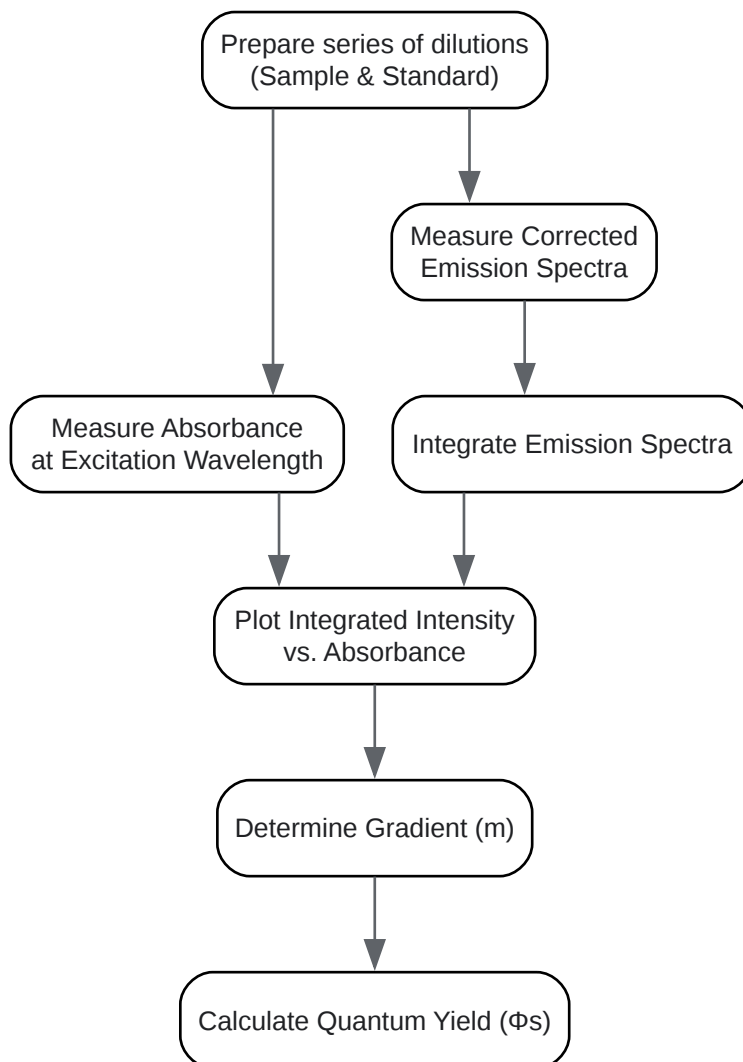 Prepare series of dilutions
(Sample & Standard)
Measure Corrected
Emission Spectra
Measure Absorbance
at Excitation Wavelength
Integrate Emission Spectra
Plot Integrated Intensity
vs. Absorbance
Determine Gradient (m)
Calculate Quantum Yield (Φs)